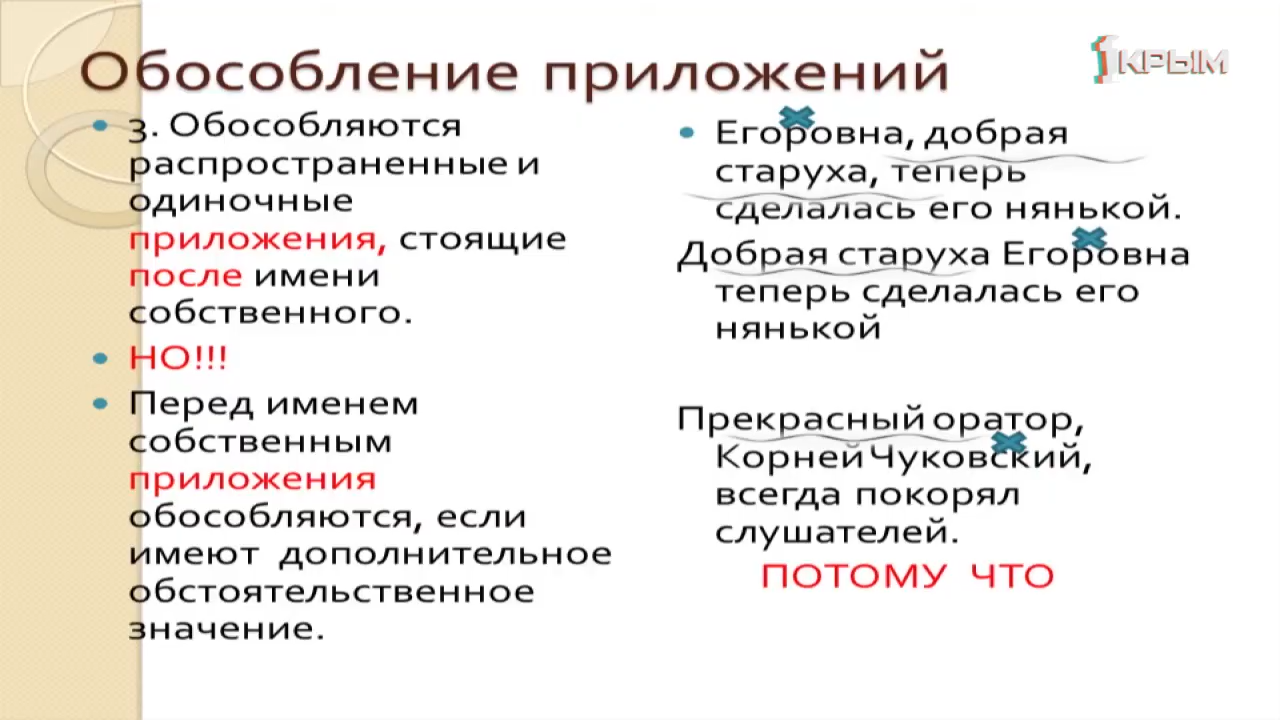 Обособление приложений
1КРЫМ
3. Обособляются
распространенные и
одиночные
приложения, стоящие
после имени
собственного.
НО!!!
Перед именем
собственным
приложения
обособляются, если
имеют дополнительное
обстоятельственное
значение.
Егоровна, добрая
старуха, теперь
сделалась его нянькой.
Добрая старуха Егоровна
теперь сделалась его
нянькой
Прекрасный оратор,
Корней Чуковский,
всегда покорял
слушателей.
ПОТОМУ ЧТО